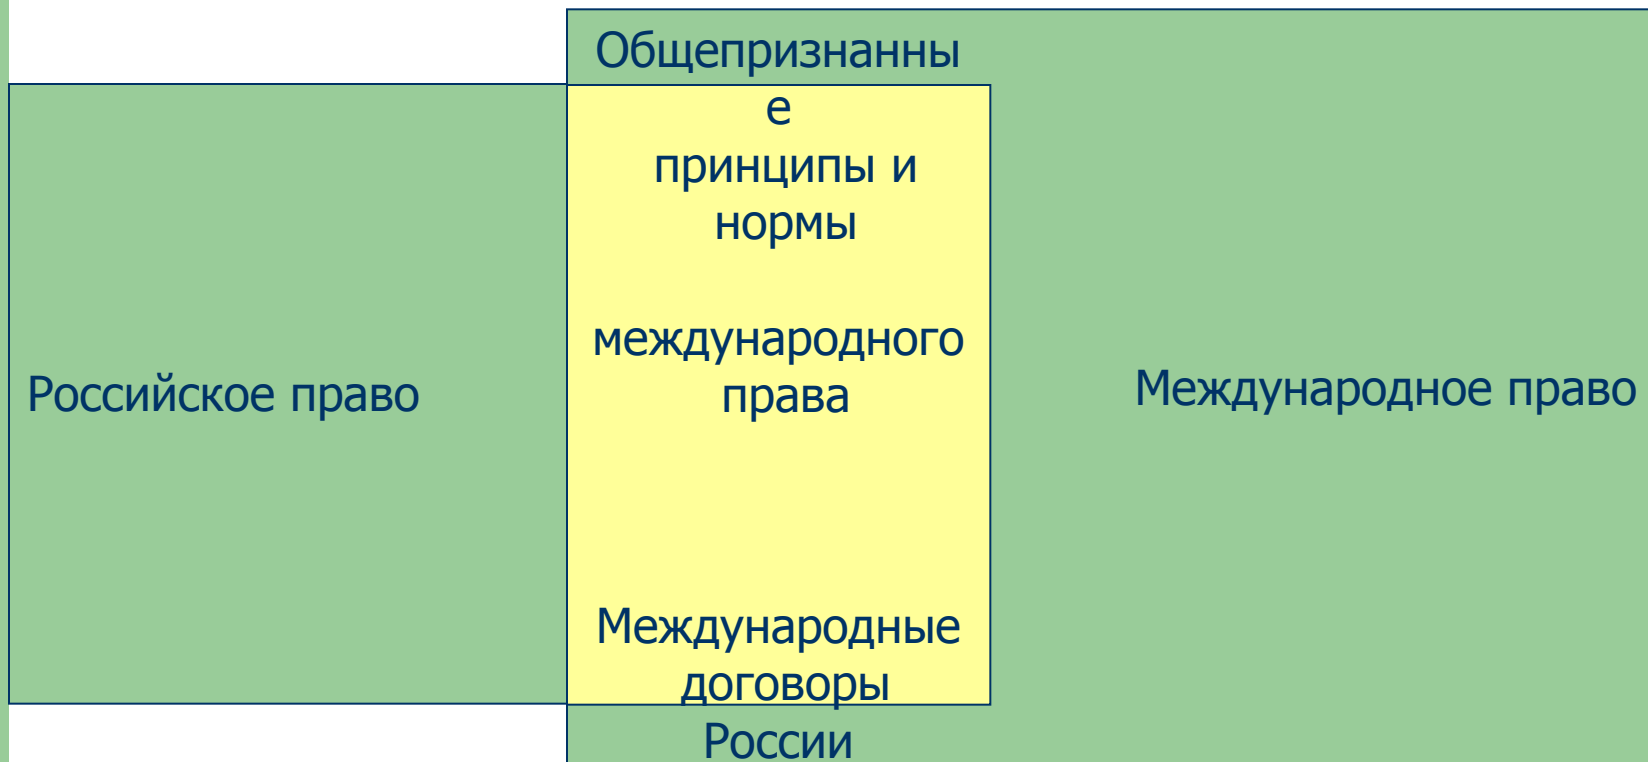 Общепризнанны
е
принципы и
нормы
международного
права
Российское право
Международное право
Международные
договоры
России